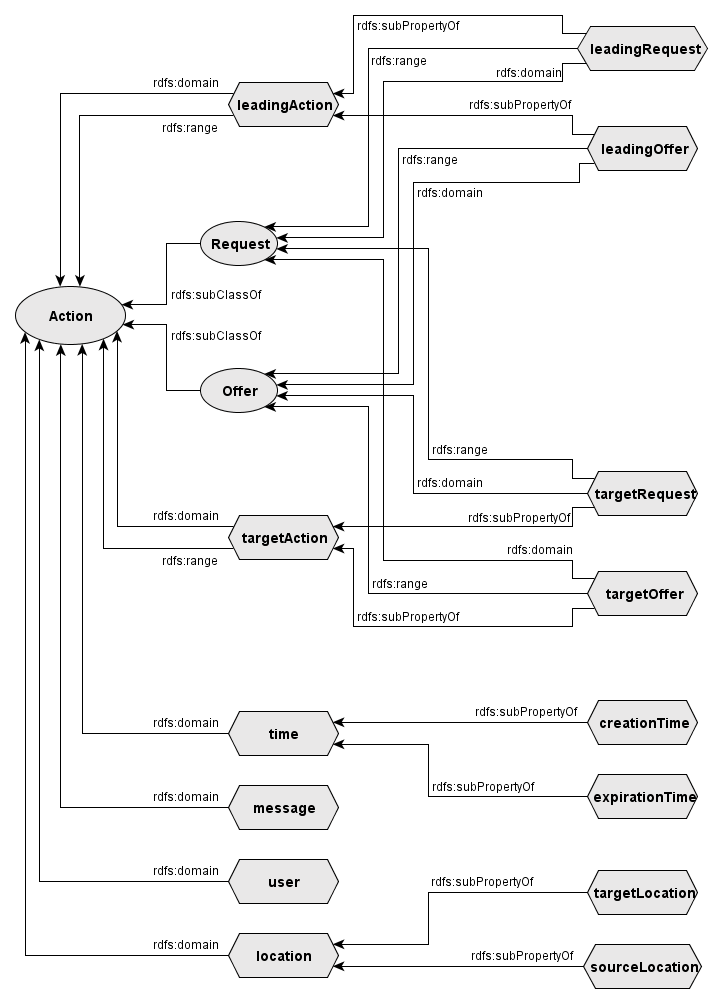 rdfs:subPropertyOf
leadingRequest
rdfs:range
rdfs:domain
rdfs:domain
leadingAction
rdfs:subPropertyOf
rdfs:range
leadingOffer
rdfs:range
rdfs:domain
Request
rdfs:subClassOf
Action
rdfs:subClassOf
Offer
rdfs:range
rdfs:domain
targetRequest
rdfs:domain
rdfs:subPropertyOf
targetAction
rdfs:range
rdfs:domain
rdfs:range
targetOffer
rdfs:subPropertyOf
rdfs:domain
time
rdfs:subPropertyOf
creationTime
rdfs:subPropertyOf
expirationTime
rdfs:domain
message
rdfs:domain
user
rdfs:subPropertyOf
targetLocation
rdfs:domain
location
rdfs:subPropertyOf
sourceLocation